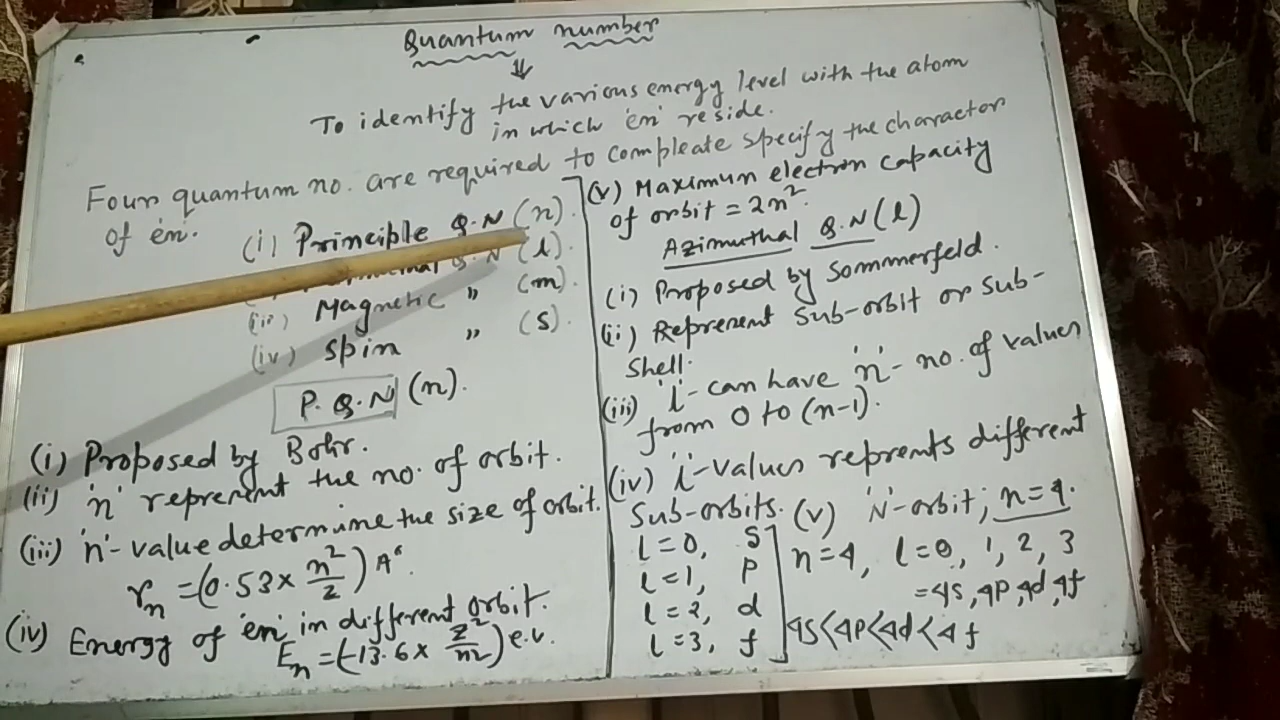 Quantum number
⇓
To identify the various energy level with the atom
in which 'en' reside.
Four quantum no. are required to compleate specify the charactor
of en.
(i) Principle Q.N (n).
Q.N (l).
(iii) Magnetic " (m).
(iv) Spin " (s).
P.Q.N (n).
(i) Proposed by Bohr.
(ii) 'n' reprenent the no. of orbit.
(iii) 'n'-value determine the size of orbit.
rn = (0.53 × n²/z) A°
(iv) Energy of 'en' in different orbit.
En = (-13.6 × z²/n²) e.v.
(v) Maximun electron capacity
of orbit = 2n².
Azimuthal Q.N (l)
(i) Proposed by Sommerfeld.
(ii) Reprenent Sub-orbit or Sub-
Shell.
(iii) 'l'-can have 'n'- no. of values
from 0 to (n-1).
(iv) 'l'-values reprents different
Sub-orbits.
l=0, S
l=1, p
l=2, d
l=3, f
(v) 'N'-orbit; n=4.
n=4, l=0, 1, 2, 3
=4s, 4p, 4d, 4f
4s<4p<4d<4f